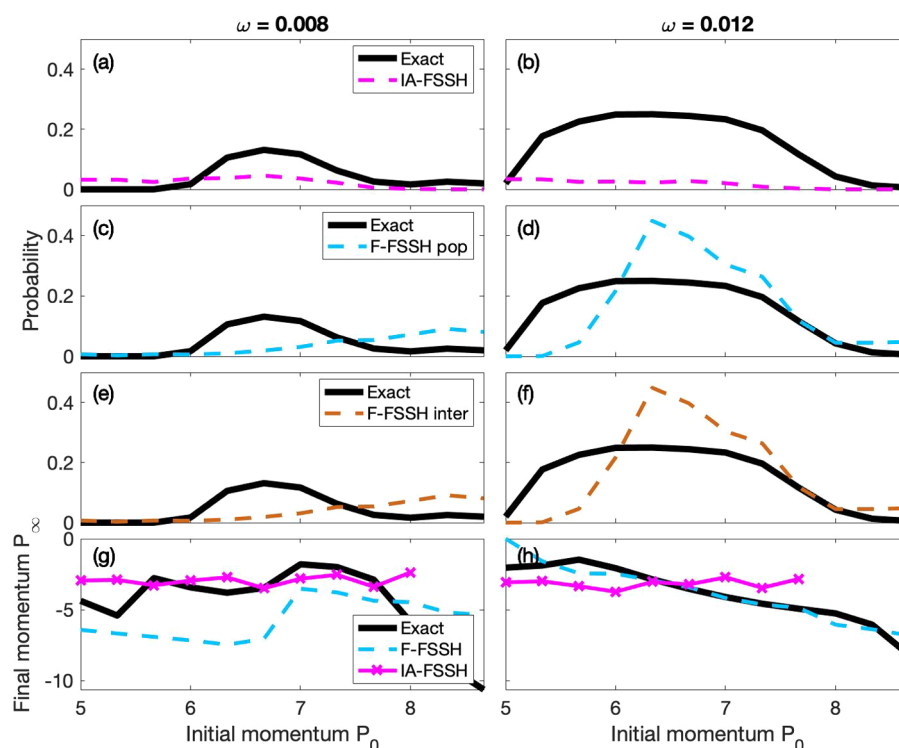 ω = 0.008
ω = 0.012
(a)
Exact
IA-FSSH
(b)
0.4
0.2
0
(c)
Exact
F-FSSH pop
(d)
Probability
0.4
0.2
0
(e)
Exact
F-FSSH inter
(f)
0.4
0.2
0
Final momentum P∞
(g)
Exact
F-FSSH
IA-FSSH
(h)
0
-5
-10
5 6 7 8
5 6 7 8
Initial momentum P0
Initial momentum P0